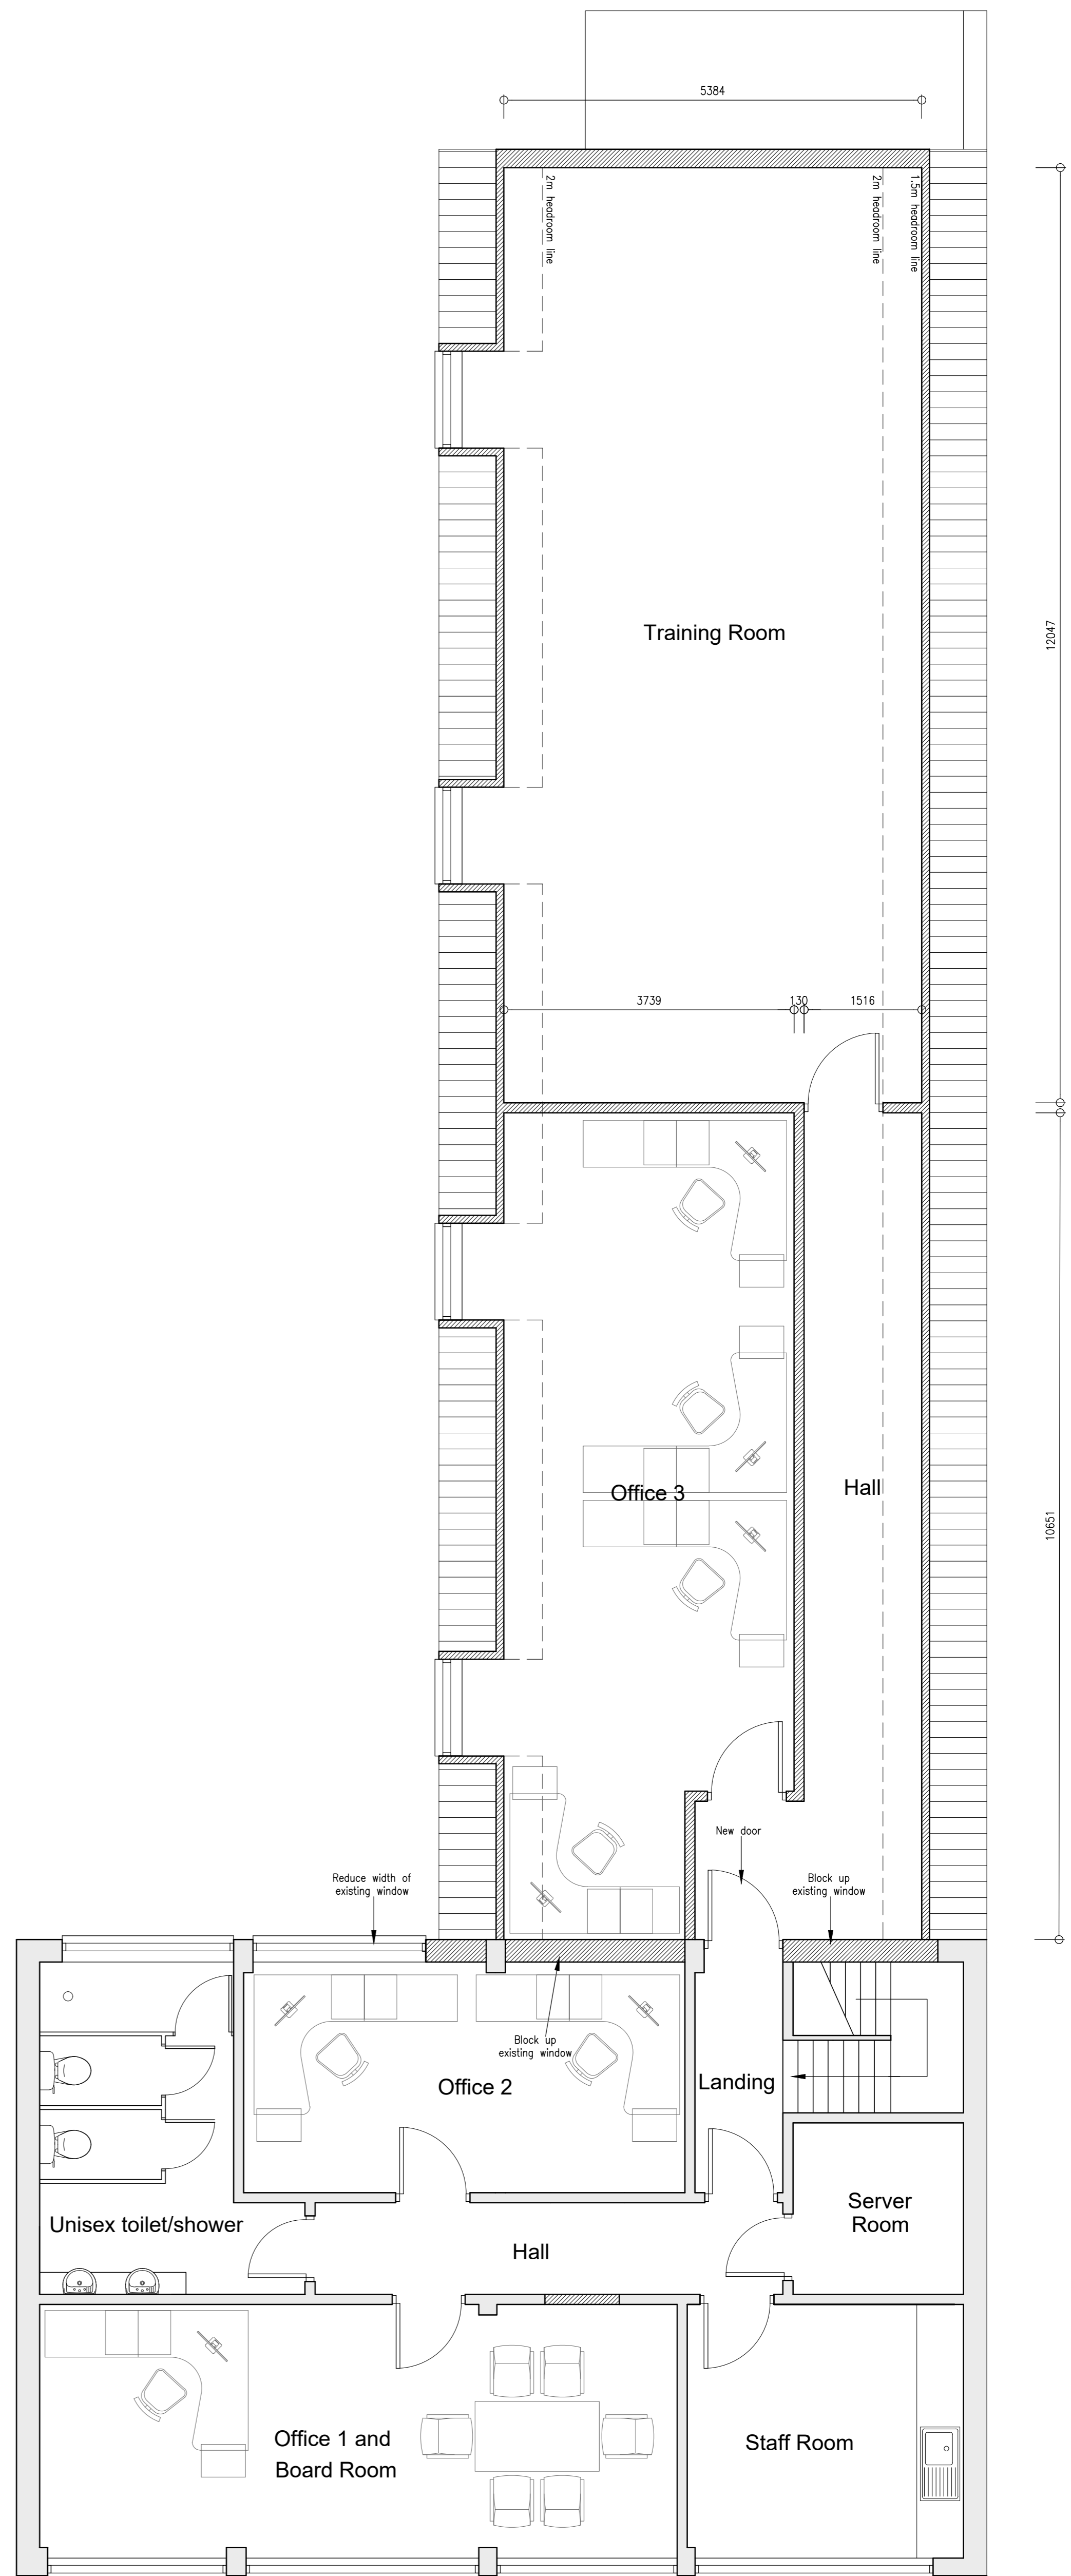 5384
2m headroom line
2m headroom line
1.5m headroom line
Training Room
12047
3739
130
1516
Office 3
Hall
10651
New door
Reduce width of
existing window
Block up
existing window
Block up
existing window
Office 2
Landing
Server
Room
Unisex toilet/shower
Hall
Office 1 and
Board Room
Staff Room